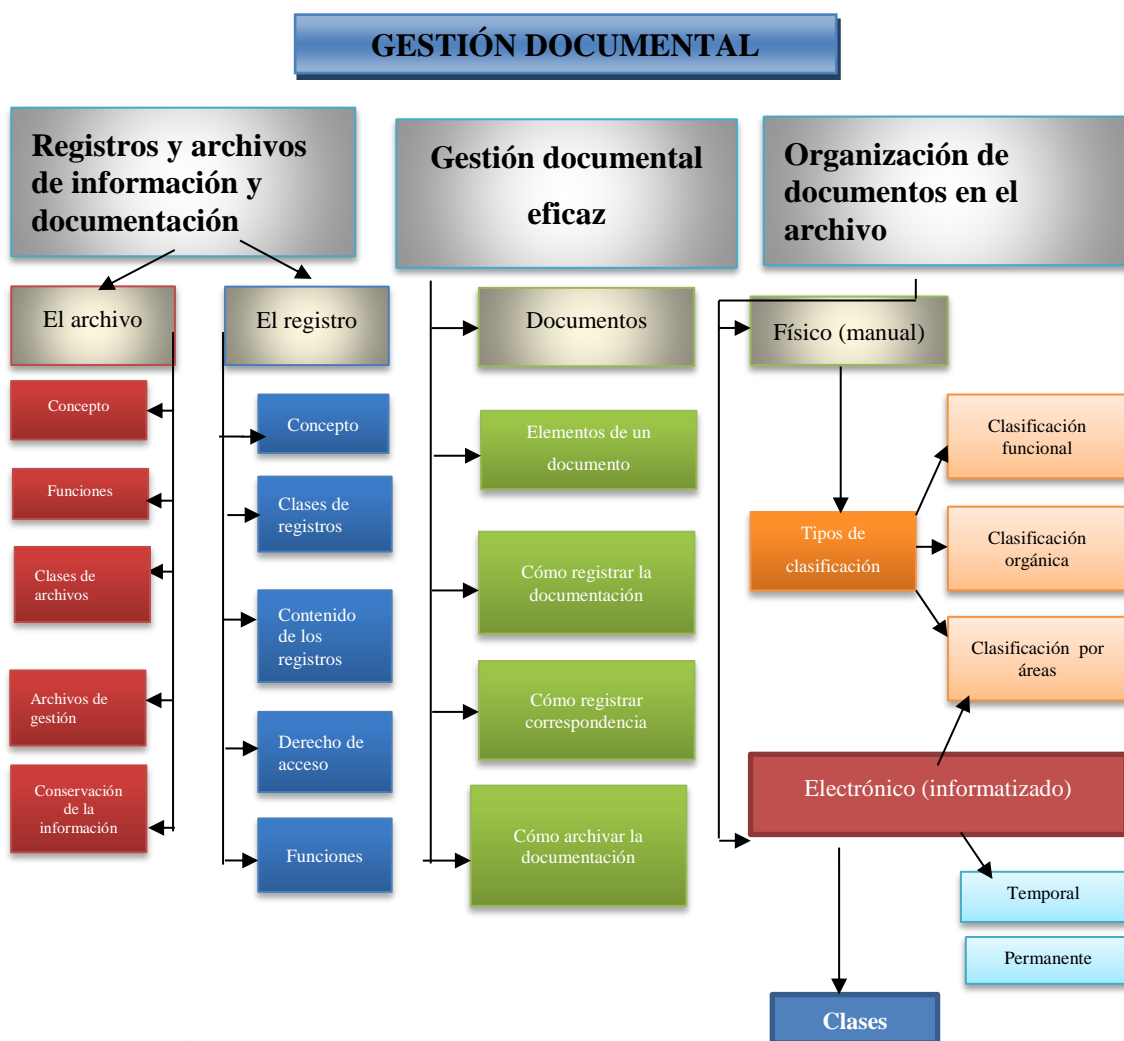 GESTIÓN DOCUMENTAL
Registros y archivos
de información y
documentación
El archivo
Concepto
Funciones
Clases de
archivos
Archivos de
gestión
Conservación
de la
información
El registro
Concepto
Clases de
registros
Contenido
de los
registros
Derecho de
acceso
Funciones
Gestión documental
eficaz
Documentos
Elementos de un
documento
Cómo registrar la
documentación
Cómo registrar
correspondencia
Cómo archivar la
documentación
Organización de
documentos en el
archivo
Físico (manual)
Tipos de
clasificación
Clasificación
funcional
Clasificación
orgánica
Clasificación por
áreas
Electrónico (informatizado)
Temporal
Permanente
Clases